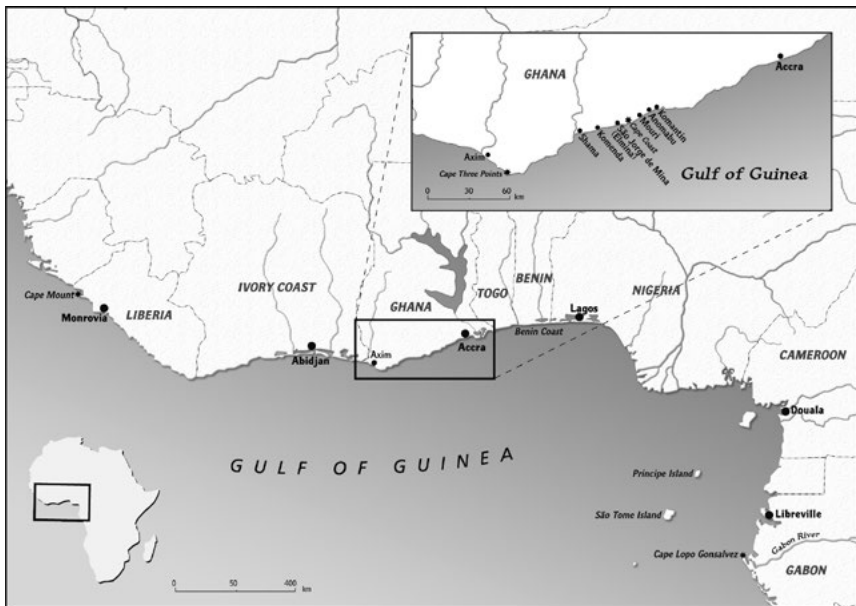 GHANA
Accra
Axim
Cape Three Points
Shama
Komenda
São Jorge de Mina
(Elmina)
Cape Coast
Mouri
Anomabu
Komantin
Gulf of Guinea
0 30 60
km
Cape Mount
Monrovia
LIBERIA
IVORY COAST
Abidjan
GHANA
Axim
Accra
TOGO
BENIN
Benin Coast
Lagos
NIGERIA
CAMEROON
Douala
GULF OF GUINEA
Principe Island
São Tome Island
Libreville
Gabon River
Cape Lopo Gonsalvez
GABON
0 50 400
km